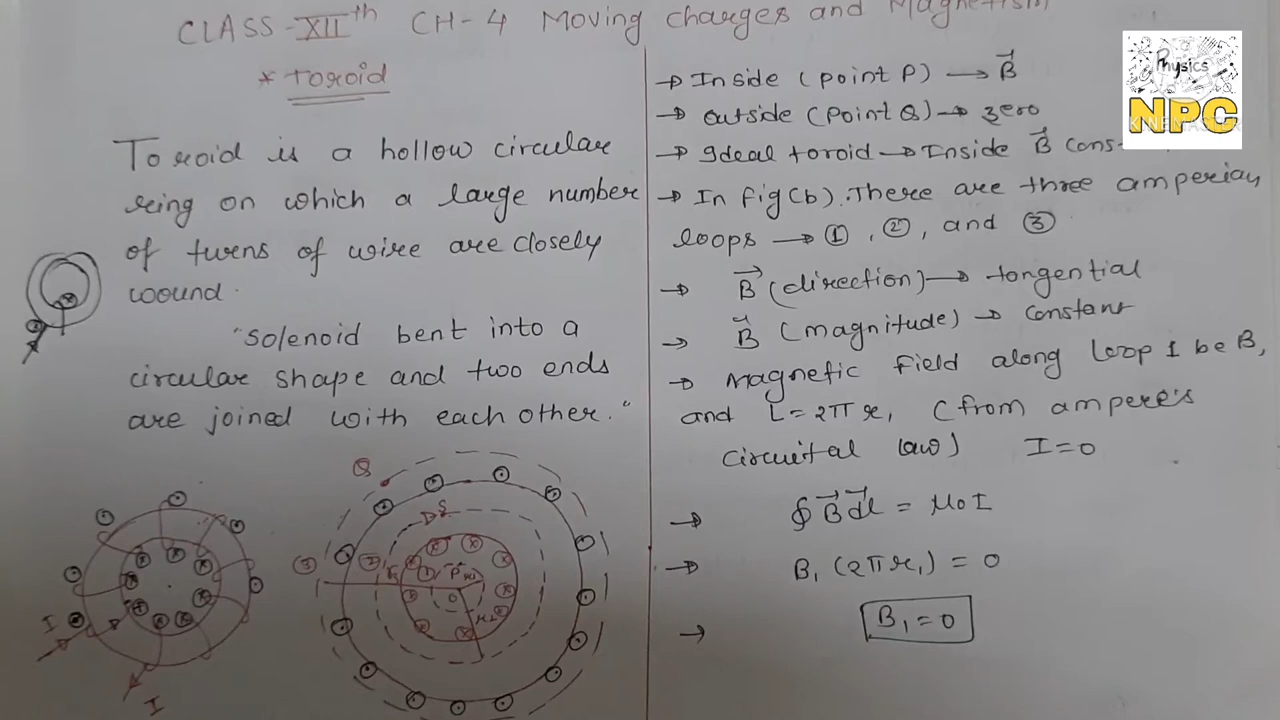 CLASS-XIIth CH-4 Moving charges and Magnetism
* Toroid
Toroid is a hollow circular
ring on which a large number
of turns of wire are closely
wound.
"Solenoid bent into a
circular shape and two ends
are joined with each other."
I
I
Q
S
3
2
1
P
O
→ Inside (point P) → B⃗
→ outside (point Q) → zero
→ Ideal toroid → Inside B⃗ cons
→ In fig(b). There are three amperian
loops → ①, ②, and ③
→ B⃗ (direction) → tangential
→ B⃗ (magnitude) → constant
→ Magnetic field along loop I be B,
and L = 2πr, (from ampere's
circuital law) I = 0
→ ∮ B⃗ d⃗l = μ0 I
→ B1 (2πr1) = 0
→ B1 = 0
Physics
NPC